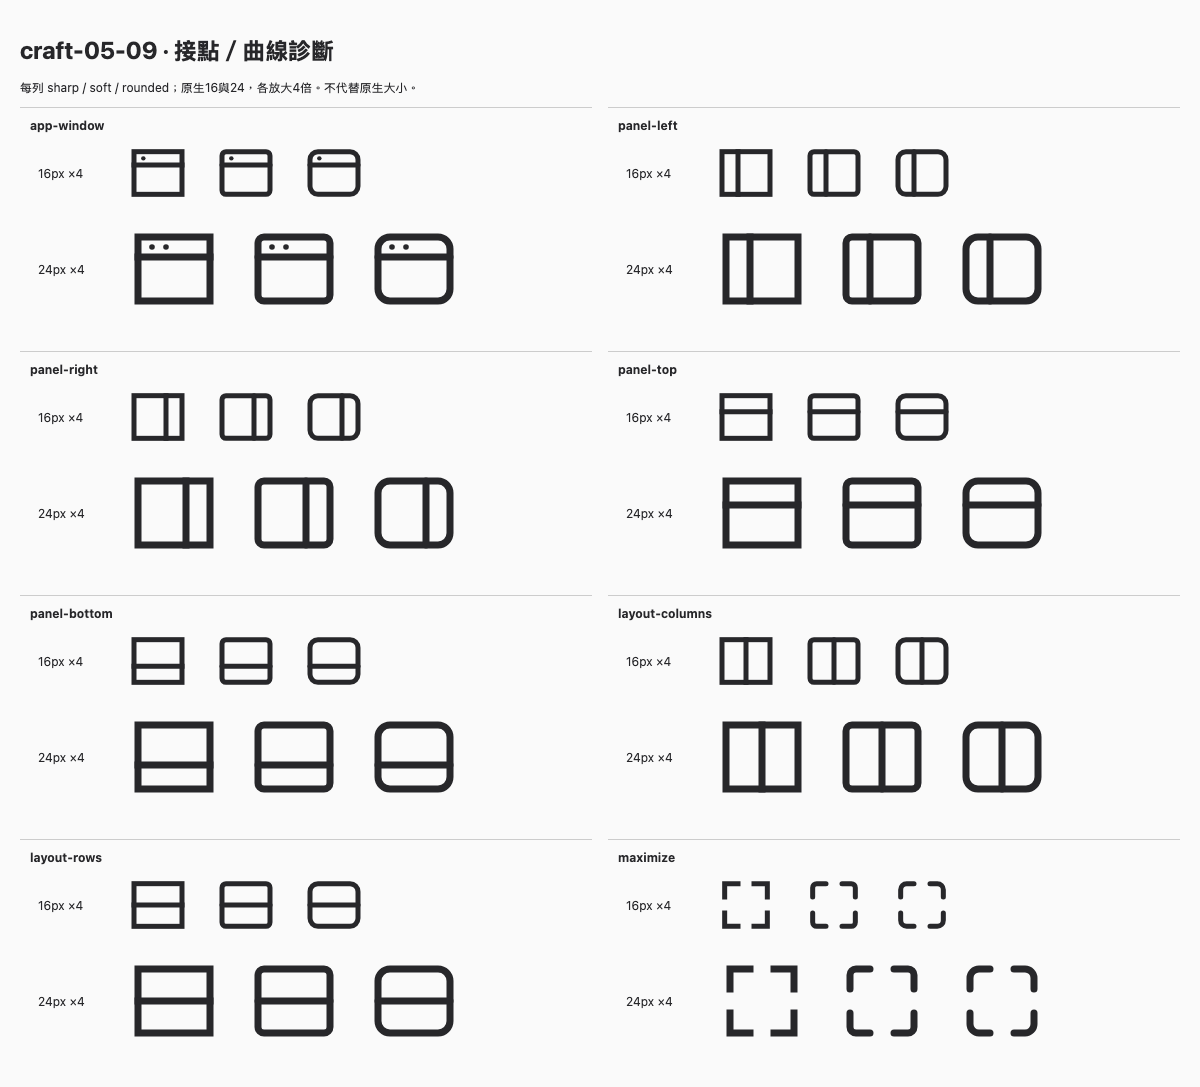 craft-05-09 · 接點 / 曲線診斷
每列 sharp / soft / rounded；原生16與24，各放大4倍。不代替原生大小。
app-window
16px ×4
24px ×4
panel-left
16px ×4
24px ×4
panel-right
16px ×4
24px ×4
panel-top
16px ×4
24px ×4
panel-bottom
16px ×4
24px ×4
layout-columns
16px ×4
24px ×4
layout-rows
16px ×4
24px ×4
maximize
16px ×4
24px ×4